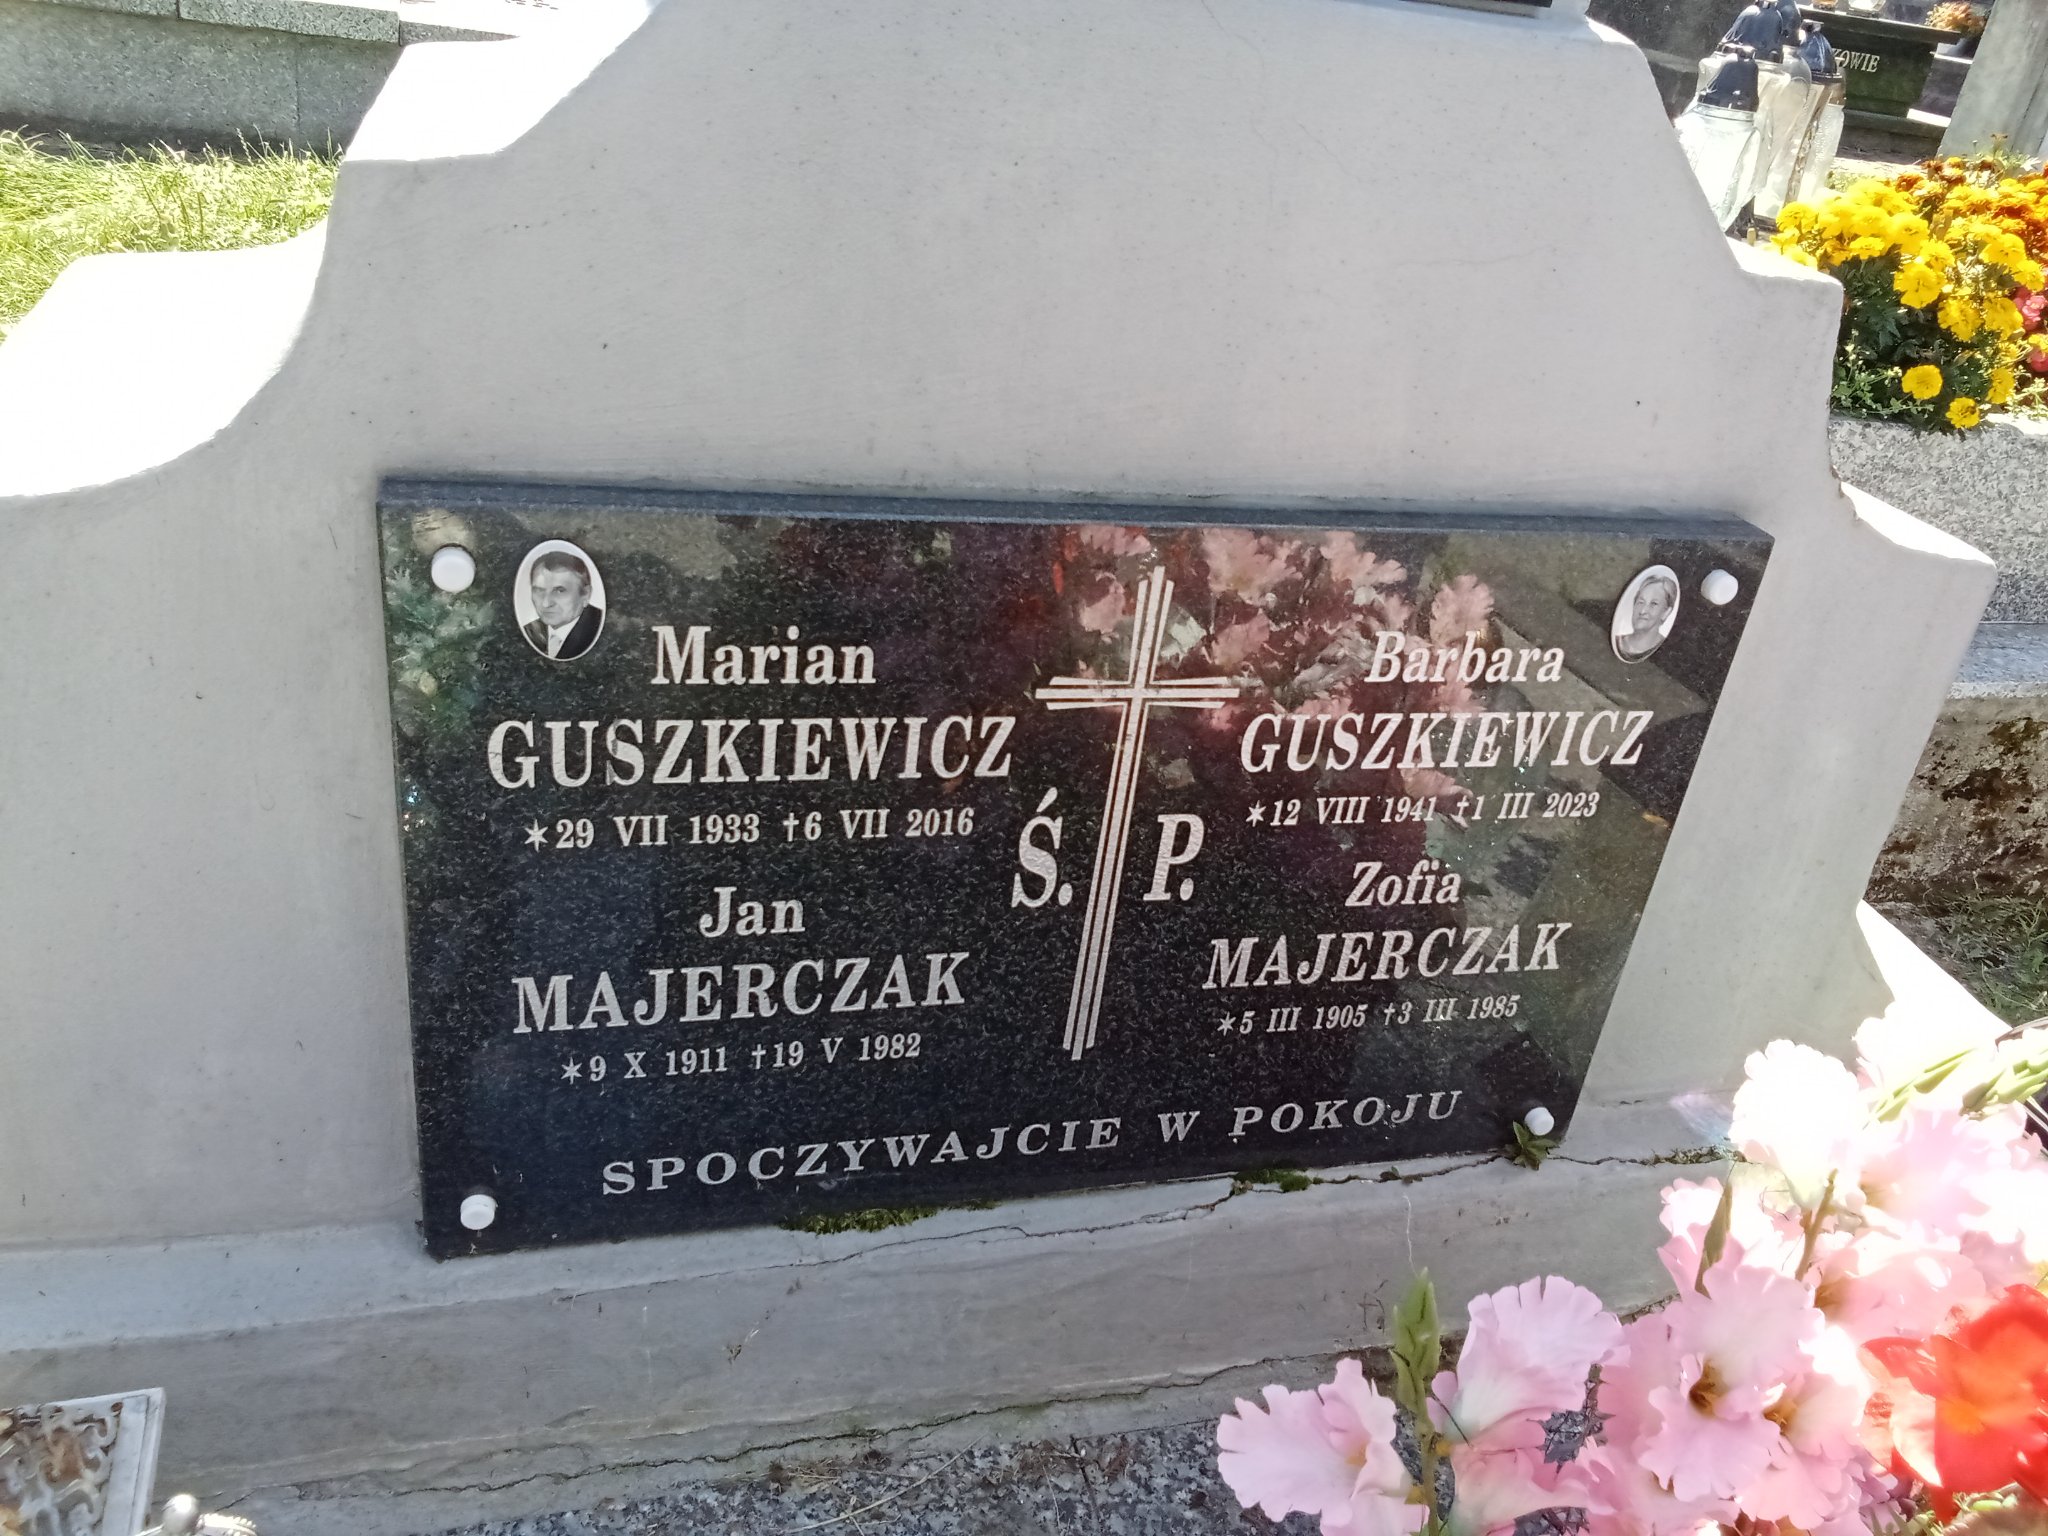 Marian
GUSZKIEWICZ
✶29 VII 1933 †6 VII 2016
Jan
MAJERCZAK
✶9 X 1911 †19 V 1982
Ś. P.
Barbara
GUSZKIEWICZ
✶12 VIII 1941 †1 III 2023
Zofia
MAJERCZAK
✶5 III 1905 †3 III 1985
SPOCZYWAJCIE W POKOJU